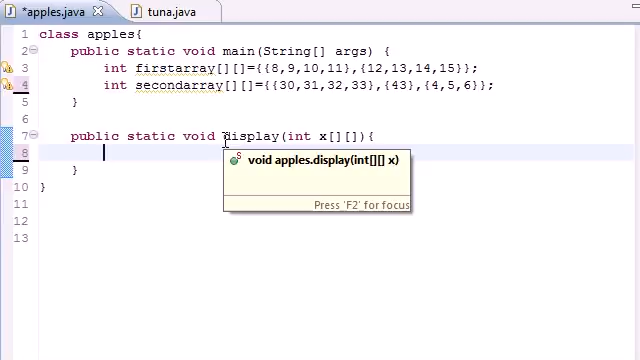 *apples.java
tuna.java
1 class apples{
2 public static void main(String[] args) {
3 int firstarray[][]={{8,9,10,11},{12,13,14,15}};
4 int secondarray[][]={{30,31,32,33},{43},{4,5,6}};
5 }
6
7 public static void display(int x[][]){
8
void apples.display(int[][] x)
9 }
10 }
Press 'F2' for focus
11
12
13